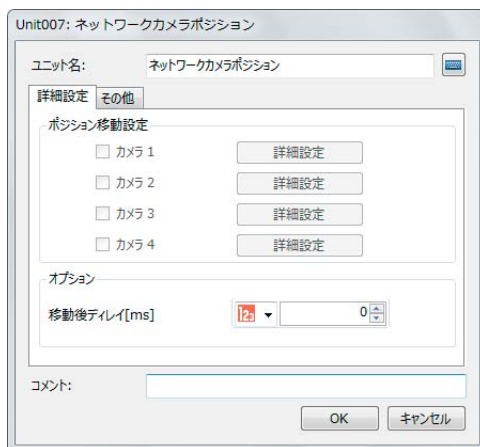 Unit007: ネットワークカメラポジション
ユニット名: ネットワークカメラポジション
詳細設定 その他
ポジション移動設定
カメラ 1 詳細設定
カメラ 2 詳細設定
カメラ 3 詳細設定
カメラ 4 詳細設定
オプション
移動後ディレイ[ms] 123 0
コメント:
OK キャンセル